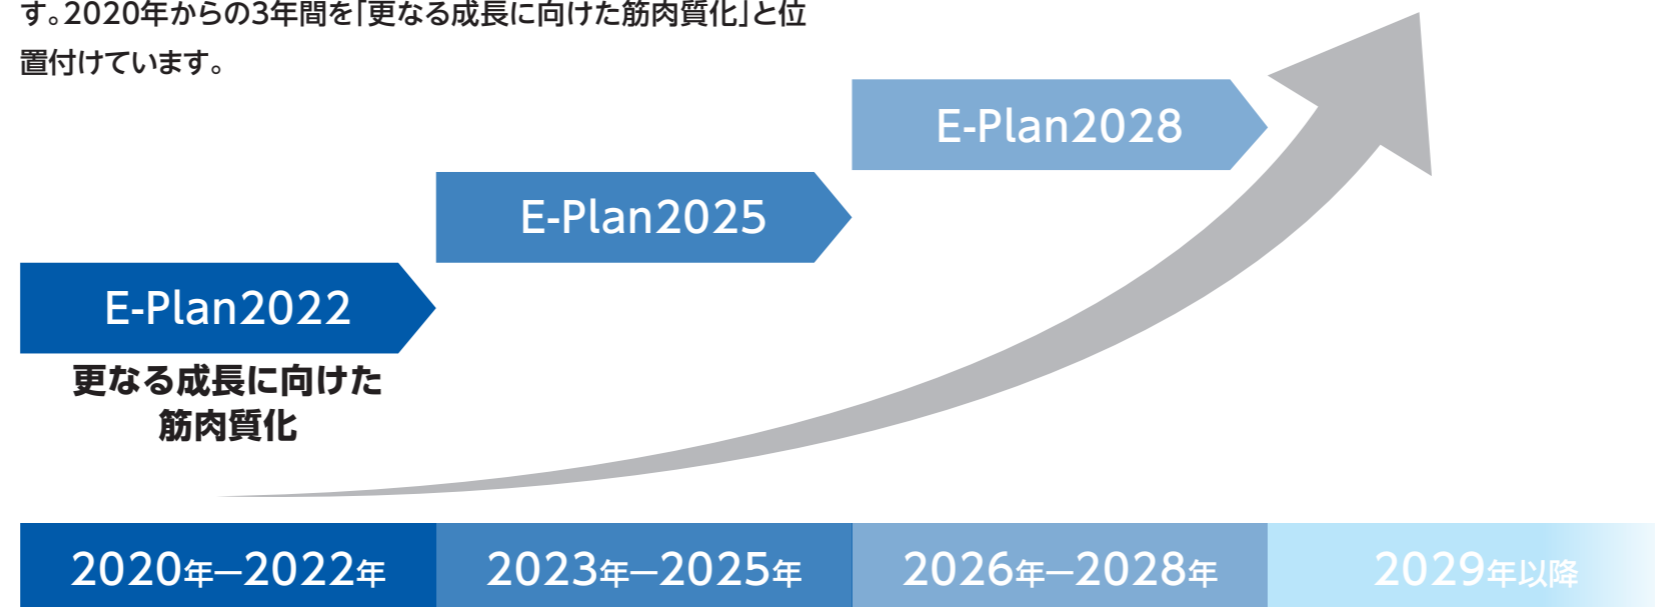 す。2020年からの3年間を「更なる成長に向けた筋肉質化」と位
置付けています。
E-Plan2028
E-Plan2025
E-Plan2022
更なる成長に向けた
筋肉質化
2020年—2022年
2023年—2025年
2026年—2028年
2029年以降